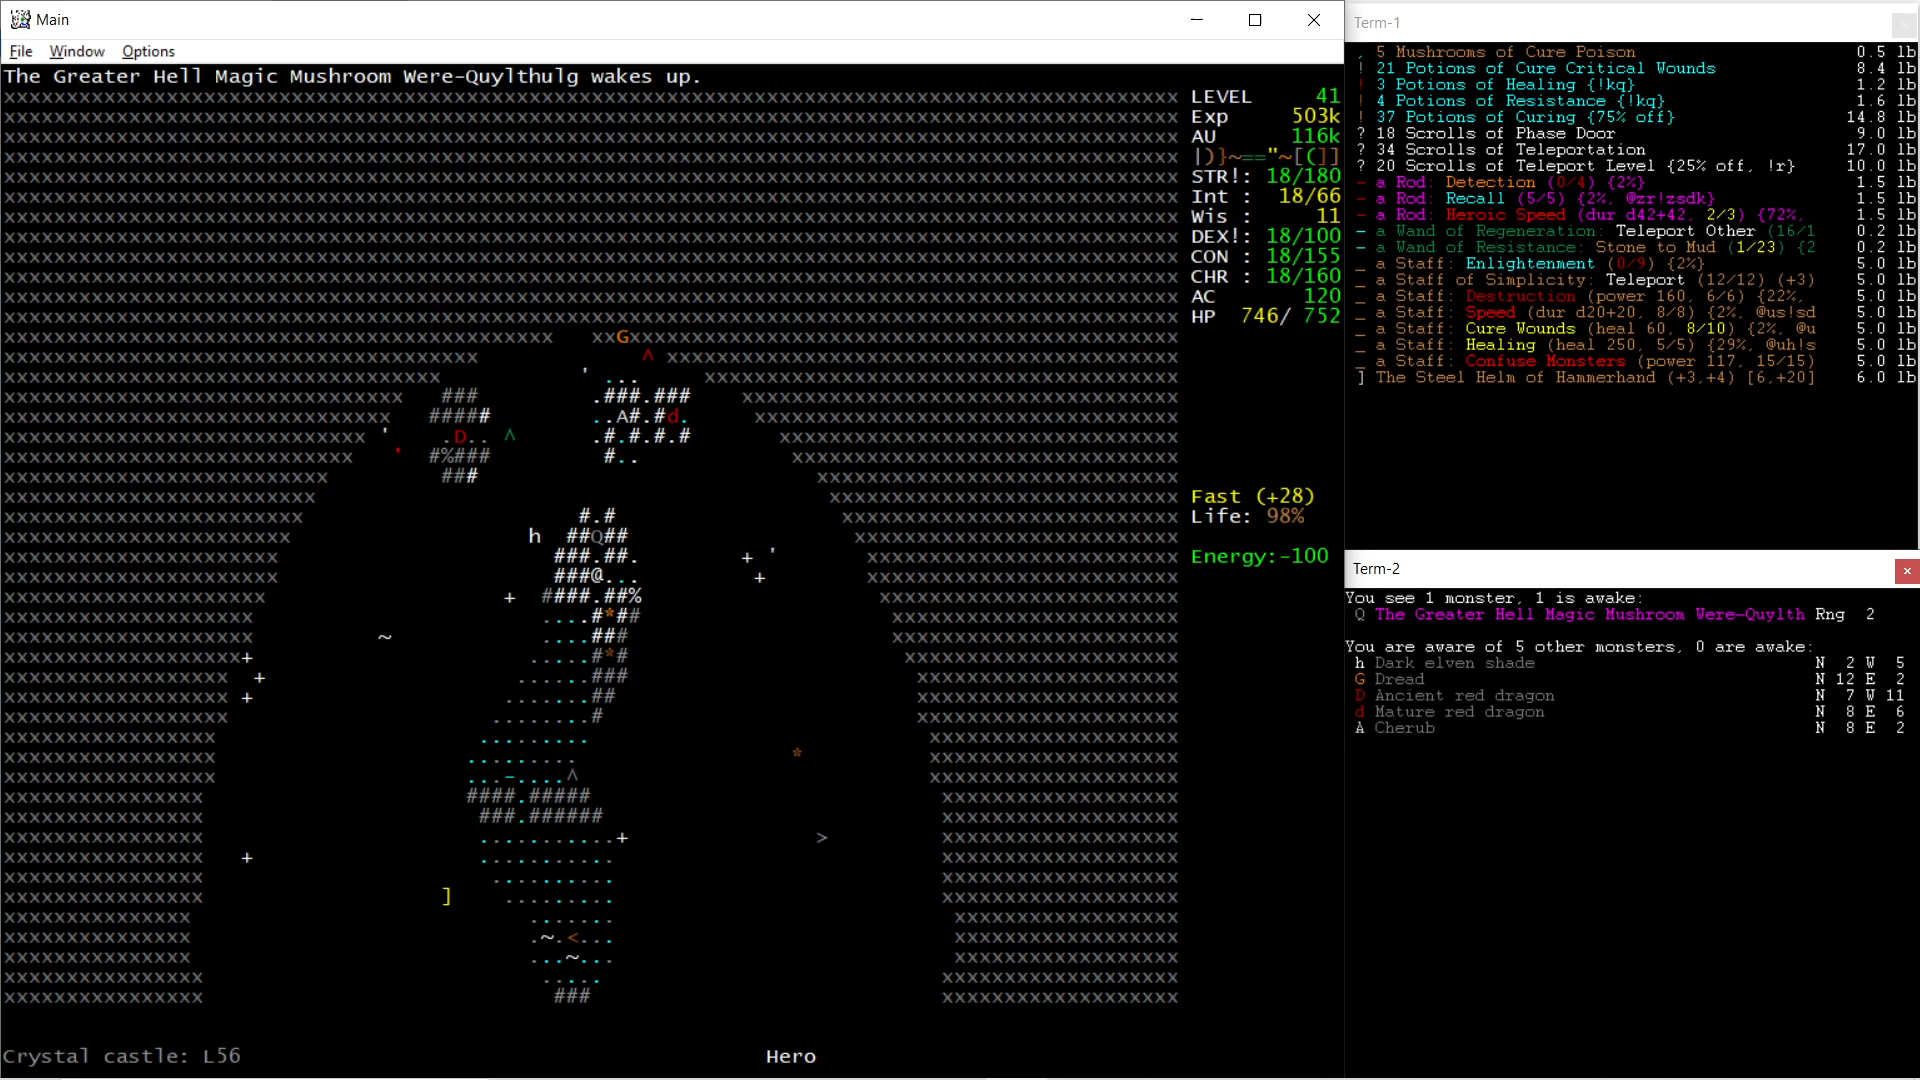 Main
File Window Options
The Greater Hell Magic Mushroom Were-Quylthulg wakes up.
LEVEL 41
Exp 503k
AU 116k
|)}~=="~[(]]
STR!: 18/180
Int : 18/66
Wis : 11
DEX!: 18/100
CON : 18/155
CHR : 18/160
AC 120
HP 746/ 752
Fast (+28)
Life: 98%
Energy:-100
Crystal castle: L56
Hero
Term-1
, 5 Mushrooms of Cure Poison 0.5 lb
! 21 Potions of Cure Critical Wounds 8.4 lb
! 3 Potions of Healing {!kq} 1.2 lb
! 4 Potions of Resistance {!kq} 1.6 lb
! 37 Potions of Curing {75% off} 14.8 lb
? 18 Scrolls of Phase Door 9.0 lb
? 34 Scrolls of Teleportation 17.0 lb
? 20 Scrolls of Teleport Level {25% off, !r} 10.0 lb
- a Rod: Detection (0/4) {2%} 1.5 lb
- a Rod: Recall (5/5) {2%, @zr!zsdk} 1.5 lb
- a Rod: Heroic Speed (dur d42+42, 2/3) {72%, 1.5 lb
- a Wand of Regeneration: Teleport Other (16/1 0.2 lb
- a Wand of Resistance: Stone to Mud (1/23) {2 0.2 lb
_ a Staff: Enlightenment (0/9) {2%} 5.0 lb
_ a Staff of Simplicity: Teleport (12/12) (+3) 5.0 lb
_ a Staff: Destruction (power 160, 6/6) {22%, 5.0 lb
_ a Staff: Speed (dur d20+20, 8/8) {2%, @us!sd 5.0 lb
_ a Staff: Cure Wounds (heal 60, 8/10) {2%, @u 5.0 lb
_ a Staff: Healing (heal 250, 5/5) {29%, @uh!s 5.0 lb
_ a Staff: Confuse Monsters (power 117, 15/15) 5.0 lb
] The Steel Helm of Hammerhand (+3,+4) [6,+20] 6.0 lb
Term-2
You see 1 monster, 1 is awake:
Q The Greater Hell Magic Mushroom Were-Quylth Rng 2
You are aware of 5 other monsters, 0 are awake:
h Dark elven shade N 2 W 5
G Dread N 12 E 2
D Ancient red dragon N 7 W 11
d Mature red dragon N 8 E 6
A Cherub N 8 E 2